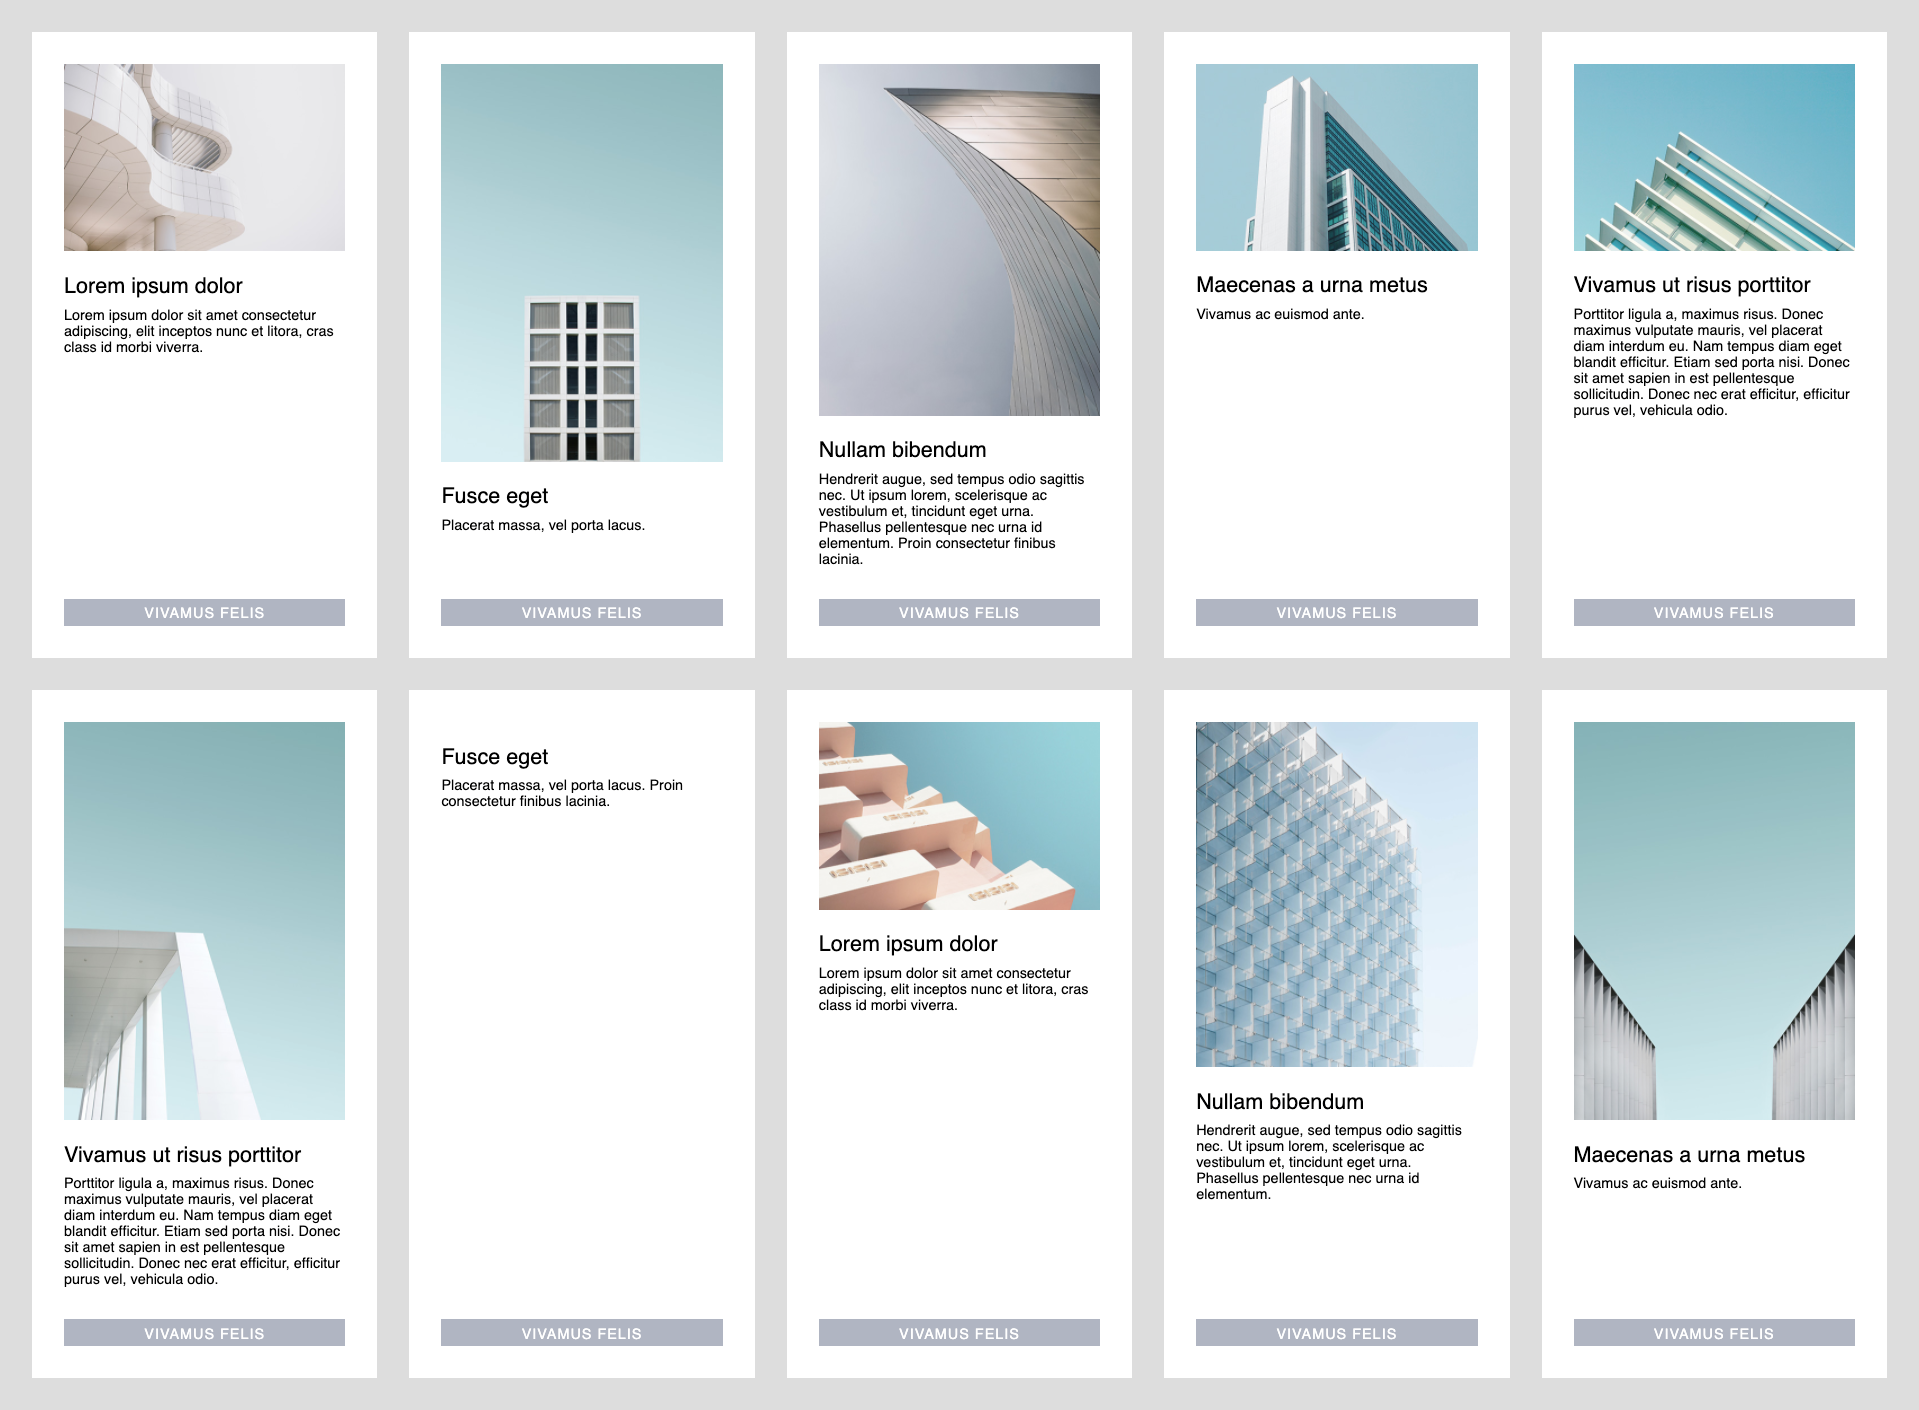 Lorem ipsum dolor
Lorem ipsum dolor sit amet consectetur
adipiscing, elit inceptos nunc et litora, cras
class id morbi viverra.
VIVAMUS FELIS
Fusce eget
Placerat massa, vel porta lacus.
VIVAMUS FELIS
Nullam bibendum
Hendrerit augue, sed tempus odio sagittis
nec. Ut ipsum lorem, scelerisque ac
vestibulum et, tincidunt eget urna.
Phasellus pellentesque nec urna id
elementum. Proin consectetur finibus
lacinia.
VIVAMUS FELIS
Maecenas a urna metus
Vivamus ac euismod ante.
VIVAMUS FELIS
Vivamus ut risus porttitor
Porttitor ligula a, maximus risus. Donec
maximus vulputate mauris, vel placerat
diam interdum eu. Nam tempus diam eget
blandit efficitur. Etiam sed porta nisi. Donec
sit amet sapien in est pellentesque
sollicitudin. Donec nec erat efficitur, efficitur
purus vel, vehicula odio.
VIVAMUS FELIS
Vivamus ut risus porttitor
Porttitor ligula a, maximus risus. Donec
maximus vulputate mauris, vel placerat
diam interdum eu. Nam tempus diam eget
blandit efficitur. Etiam sed porta nisi. Donec
sit amet sapien in est pellentesque
sollicitudin. Donec nec erat efficitur, efficitur
purus vel, vehicula odio.
VIVAMUS FELIS
Fusce eget
Placerat massa, vel porta lacus. Proin
consectetur finibus lacinia.
VIVAMUS FELIS
Lorem ipsum dolor
Lorem ipsum dolor sit amet consectetur
adipiscing, elit inceptos nunc et litora, cras
class id morbi viverra.
VIVAMUS FELIS
Nullam bibendum
Hendrerit augue, sed tempus odio sagittis
nec. Ut ipsum lorem, scelerisque ac
vestibulum et, tincidunt eget urna.
Phasellus pellentesque nec urna id
elementum.
VIVAMUS FELIS
Maecenas a urna metus
Vivamus ac euismod ante.
VIVAMUS FELIS